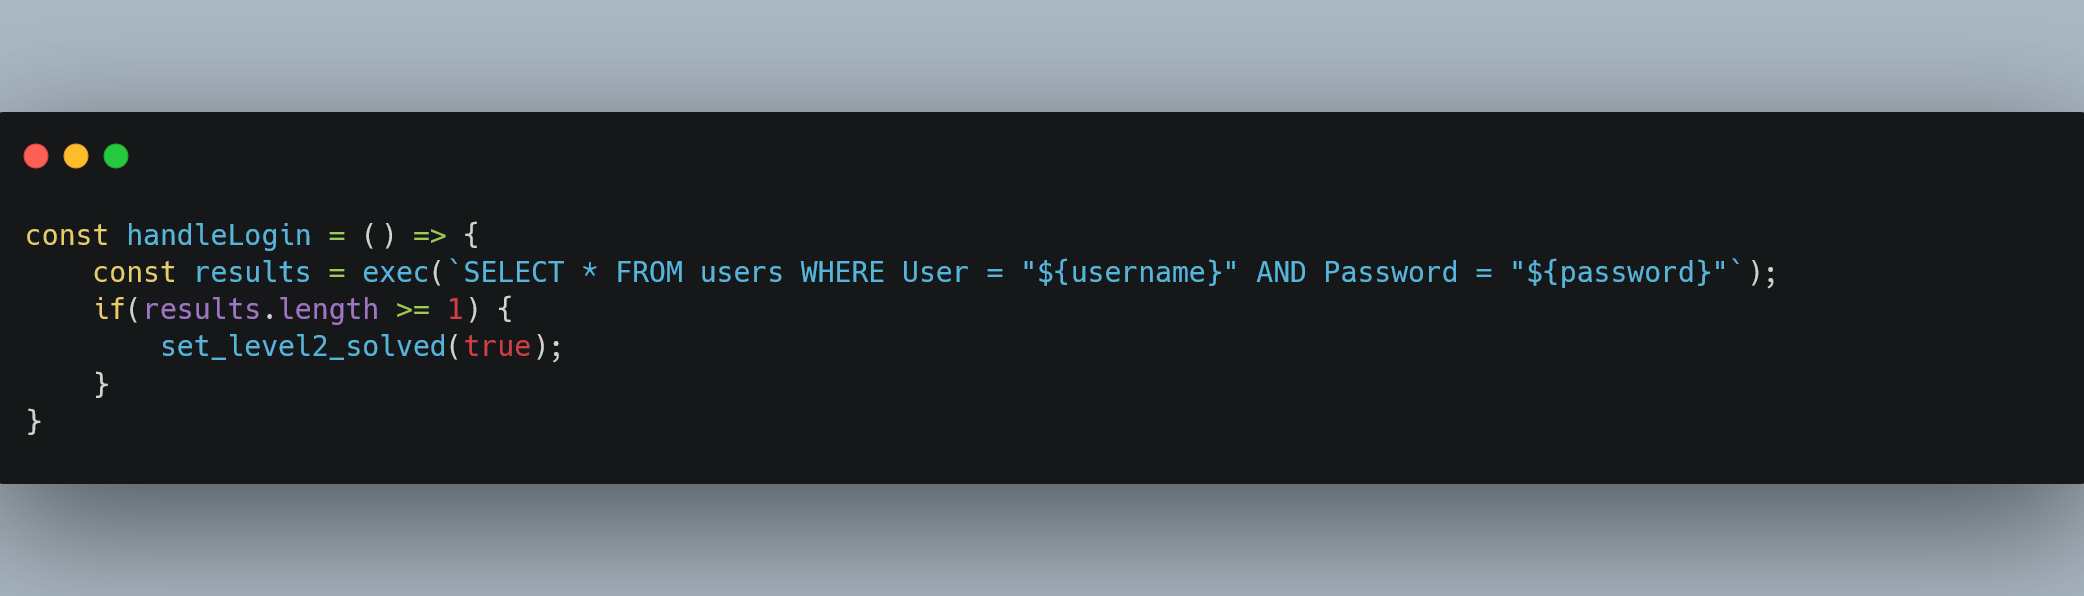 const handleLogin = () => {
    const results = exec(`SELECT * FROM users WHERE User = "${username}" AND Password = "${password}"`);
    if(results.length >= 1) {
        set_level2_solved(true);
    }
}